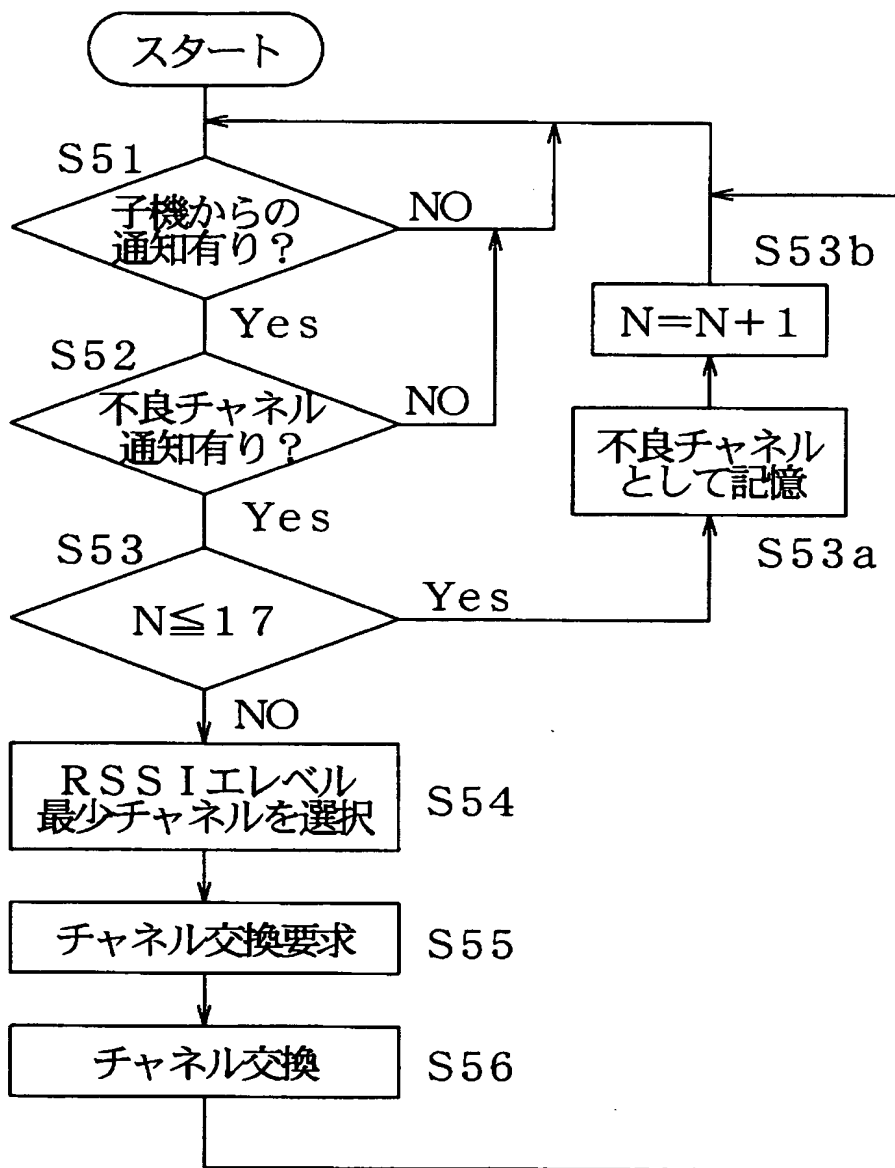 スタート
S51
子機からの
通知有り？
NO
Yes
S52
不良チャネル
通知有り？
NO
Yes
S53
N≦17
Yes
NO
S53b
N=N+1
不良チャネル
として記憶
S53a
RSSIエレベル
最少チャネルを選択
S54
チャネル交換要求
S55
チャネル交換
S56